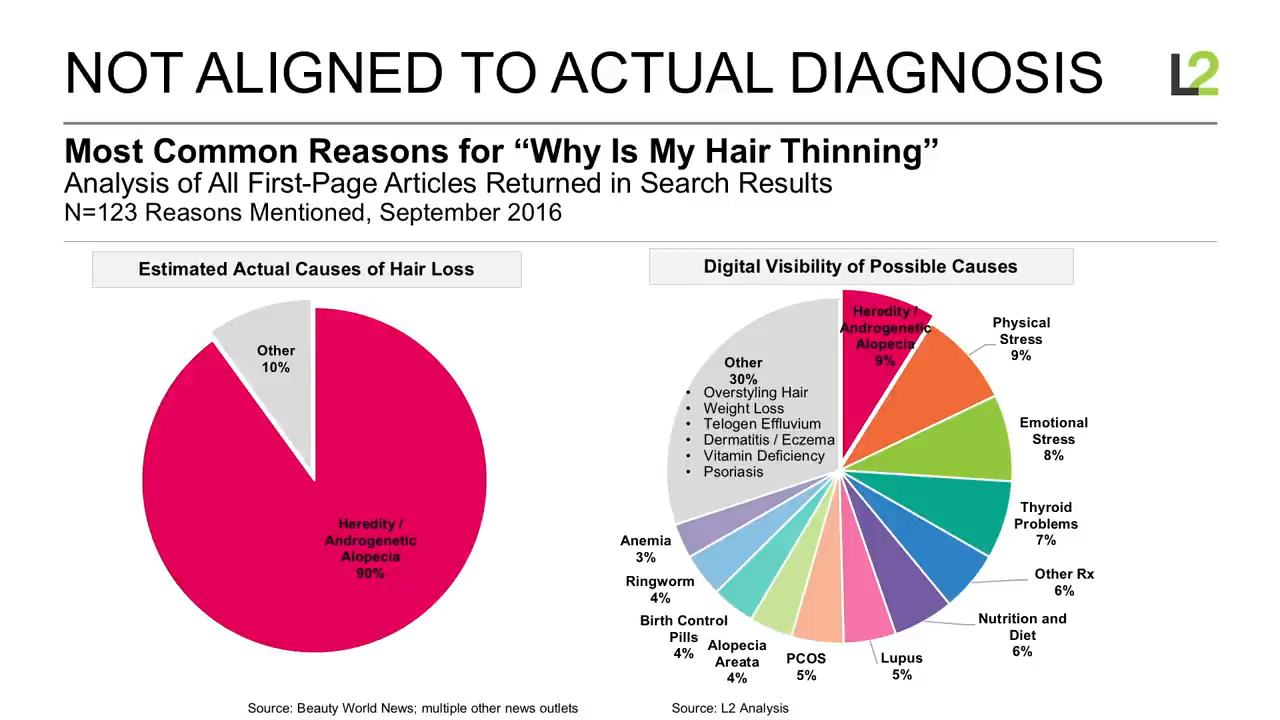 NOT ALIGNED TO ACTUAL DIAGNOSIS
L2
Most Common Reasons for “Why Is My Hair Thinning”
Analysis of All First-Page Articles Returned in Search Results
N=123 Reasons Mentioned, September 2016
Estimated Actual Causes of Hair Loss
Other
10%
Heredity /
Androgenetic
Alopecia
90%
Source: Beauty World News; multiple other news outlets
Digital Visibility of Possible Causes
Heredity /
Androgenetic
Alopecia
9%
Physical
Stress
9%
Emotional
Stress
8%
Thyroid
Problems
7%
Other Rx
6%
Nutrition and
Diet
6%
Lupus
5%
PCOS
5%
Alopecia
Areata
4%
Birth Control
Pills
4%
Ringworm
4%
Anemia
3%
Other
30%
• Overstyling Hair
• Weight Loss
• Telogen Effluvium
• Dermatitis / Eczema
• Vitamin Deficiency
• Psoriasis
Source: L2 Analysis